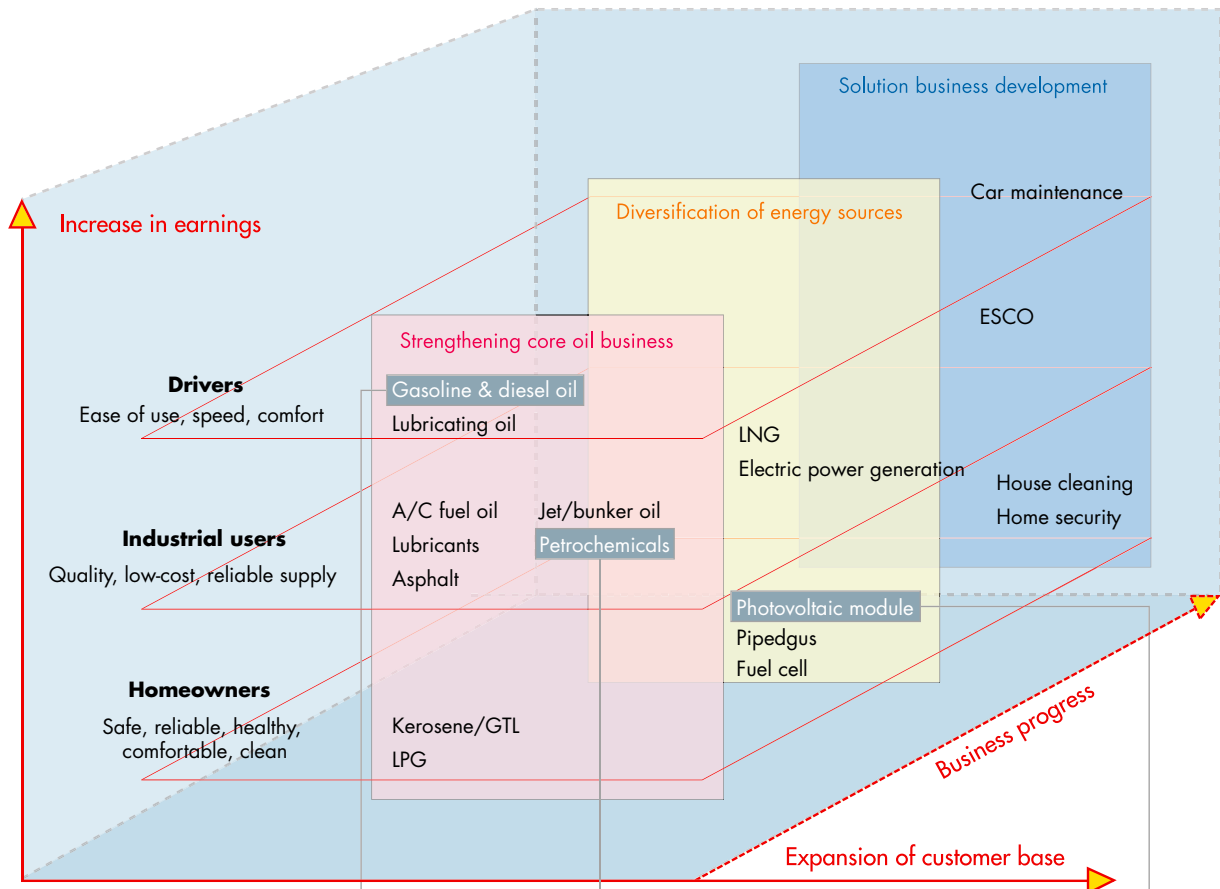 Solution business development
Car maintenance
Increase in earnings
Diversification of energy sources
ESCO
Strengthening core oil business
Drivers
Ease of use, speed, comfort
Gasoline & diesel oil
Lubricating oil
LNG
Electric power generation
House cleaning
Home security
Industrial users
Quality, low-cost, reliable supply
A/C fuel oil
Jet/bunker oil
Lubricants
Petrochemicals
Asphalt
Photovoltaic module
Pipedgus
Fuel cell
Homeowners
Safe, reliable, healthy,
comfortable, clean
Kerosene/GTL
LPG
Business progress
Expansion of customer base